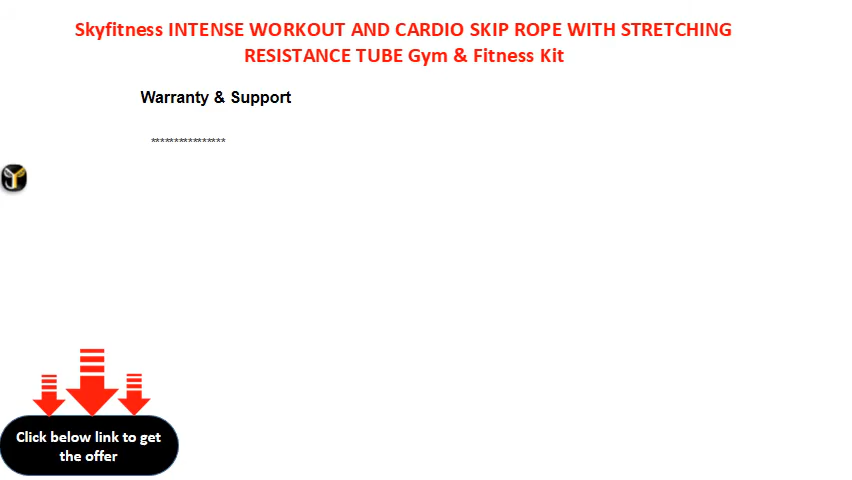 Skyfitness INTENSE WORKOUT AND CARDIO SKIP ROPE WITH STRETCHING
RESISTANCE TUBE Gym & Fitness Kit
Warranty & Support
****************
Click below link to get
the offer